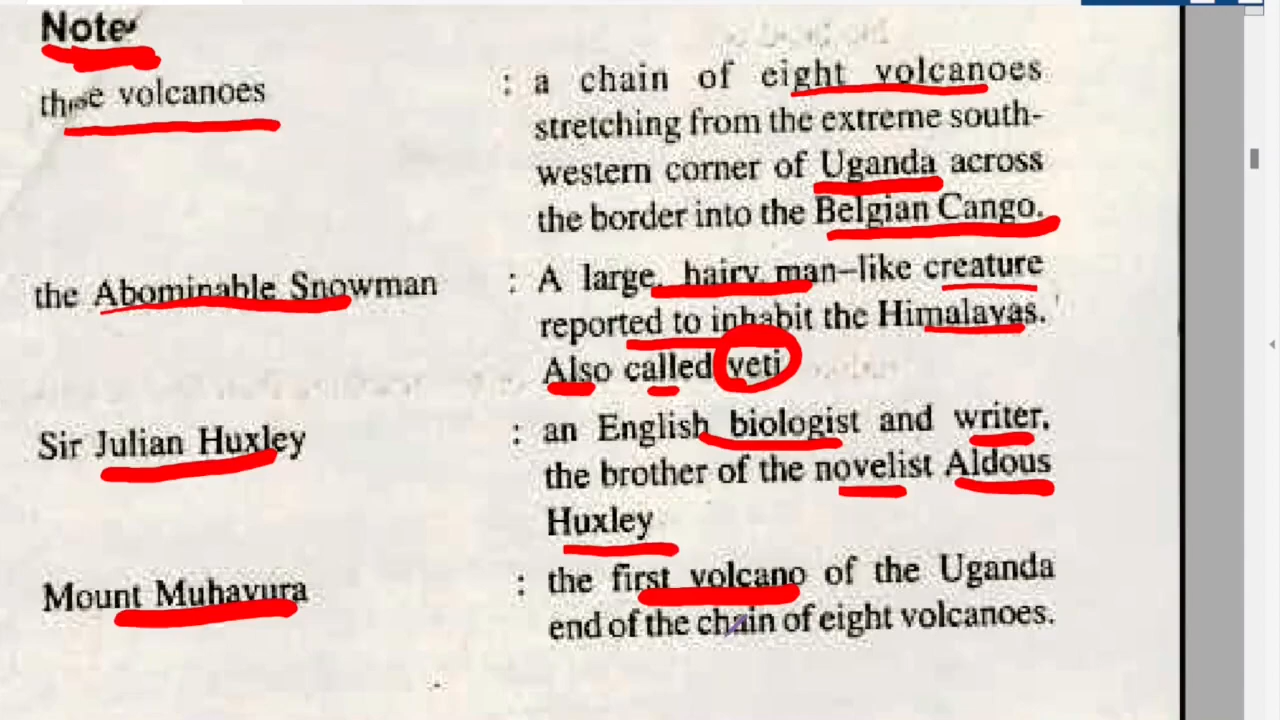 Note
these volcanoes : a chain of eight volcanoes
stretching from the extreme south-
western corner of Uganda across
the border into the Belgian Cango.
the Abominable Snowman : A large, hairy man-like creature
reported to inhabit the Himalayas.
Also called yeti
Sir Julian Huxley : an English biologist and writer,
the brother of the novelist Aldous
Huxley
Mount Muhavura : the first volcano of the Uganda
end of the chain of eight volcanoes.